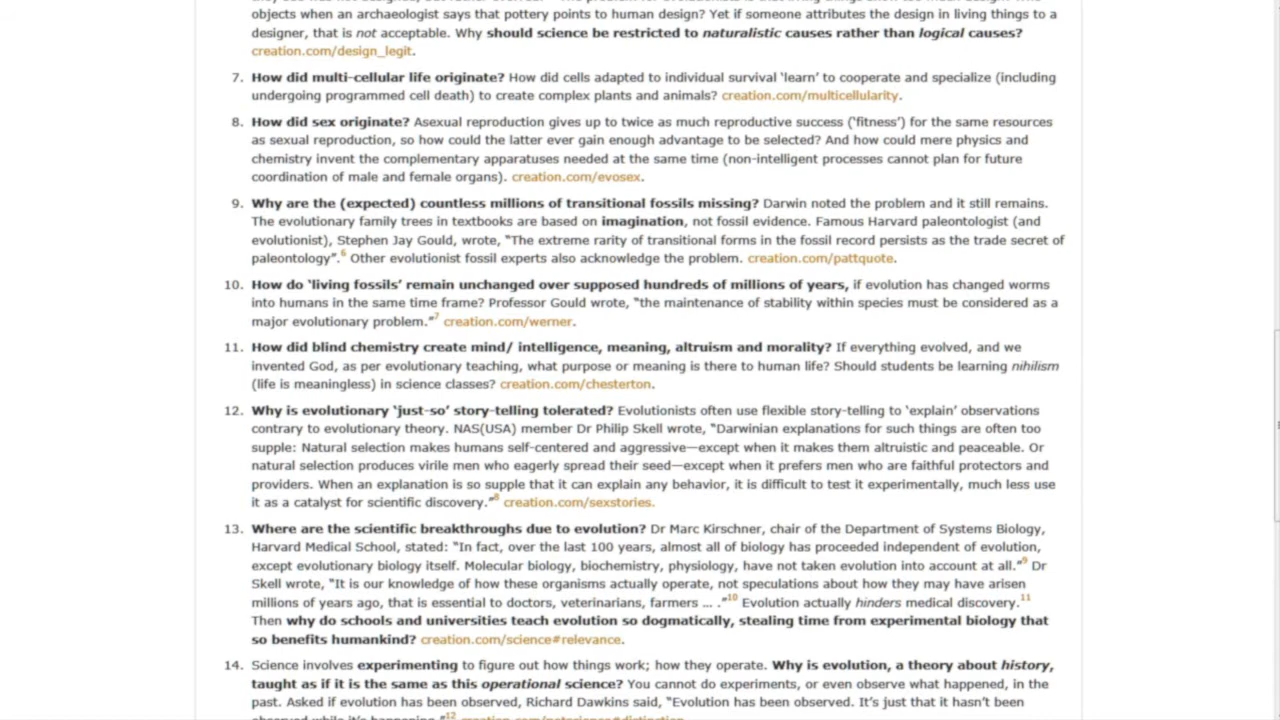 objects when an archaeologist says that pottery points to human design? Yet if someone attributes the design in living things to a
designer, that is not acceptable. Why should science be restricted to naturalistic causes rather than logical causes?
creation.com/design_legit.
7. How did multi-cellular life originate? How did cells adapted to individual survival ‘learn’ to cooperate and specialize (including
undergoing programmed cell death) to create complex plants and animals? creation.com/multicellularity.
8. How did sex originate? Asexual reproduction gives up to twice as much reproductive success (‘fitness’) for the same resources
as sexual reproduction, so how could the latter ever gain enough advantage to be selected? And how could mere physics and
chemistry invent the complementary apparatuses needed at the same time (non-intelligent processes cannot plan for future
coordination of male and female organs). creation.com/evosex.
9. Why are the (expected) countless millions of transitional fossils missing? Darwin noted the problem and it still remains.
The evolutionary family trees in textbooks are based on imagination, not fossil evidence. Famous Harvard paleontologist (and
evolutionist), Stephen Jay Gould, wrote, “The extreme rarity of transitional forms in the fossil record persists as the trade secret of
paleontology”.6 Other evolutionist fossil experts also acknowledge the problem. creation.com/pattquote.
10. How do ‘living fossils’ remain unchanged over supposed hundreds of millions of years, if evolution has changed worms
into humans in the same time frame? Professor Gould wrote, “the maintenance of stability within species must be considered as a
major evolutionary problem.”7 creation.com/werner.
11. How did blind chemistry create mind/ intelligence, meaning, altruism and morality? If everything evolved, and we
invented God, as per evolutionary teaching, what purpose or meaning is there to human life? Should students be learning nihilism
(life is meaningless) in science classes? creation.com/chesterton.
12. Why is evolutionary ‘just-so’ story-telling tolerated? Evolutionists often use flexible story-telling to ‘explain’ observations
contrary to evolutionary theory. NAS(USA) member Dr Philip Skell wrote, “Darwinian explanations for such things are often too
supple: Natural selection makes humans self-centered and aggressive—except when it makes them altruistic and peaceable. Or
natural selection produces virile men who eagerly spread their seed—except when it prefers men who are faithful protectors and
providers. When an explanation is so supple that it can explain any behavior, it is difficult to test it experimentally, much less use
it as a catalyst for scientific discovery.”8 creation.com/sexstories.
13. Where are the scientific breakthroughs due to evolution? Dr Marc Kirschner, chair of the Department of Systems Biology,
Harvard Medical School, stated: “In fact, over the last 100 years, almost all of biology has proceeded independent of evolution,
except evolutionary biology itself. Molecular biology, biochemistry, physiology, have not taken evolution into account at all.”9 Dr
Skell wrote, “It is our knowledge of how these organisms actually operate, not speculations about how they may have arisen
millions of years ago, that is essential to doctors, veterinarians, farmers ... .”10 Evolution actually hinders medical discovery.11
Then why do schools and universities teach evolution so dogmatically, stealing time from experimental biology that
so benefits humankind? creation.com/science#relevance.
14. Science involves experimenting to figure out how things work; how they operate. Why is evolution, a theory about history,
taught as if it is the same as this operational science? You cannot do experiments, or even observe what happened, in the
past. Asked if evolution has been observed, Richard Dawkins said, “Evolution has been observed. It’s just that it hasn’t been